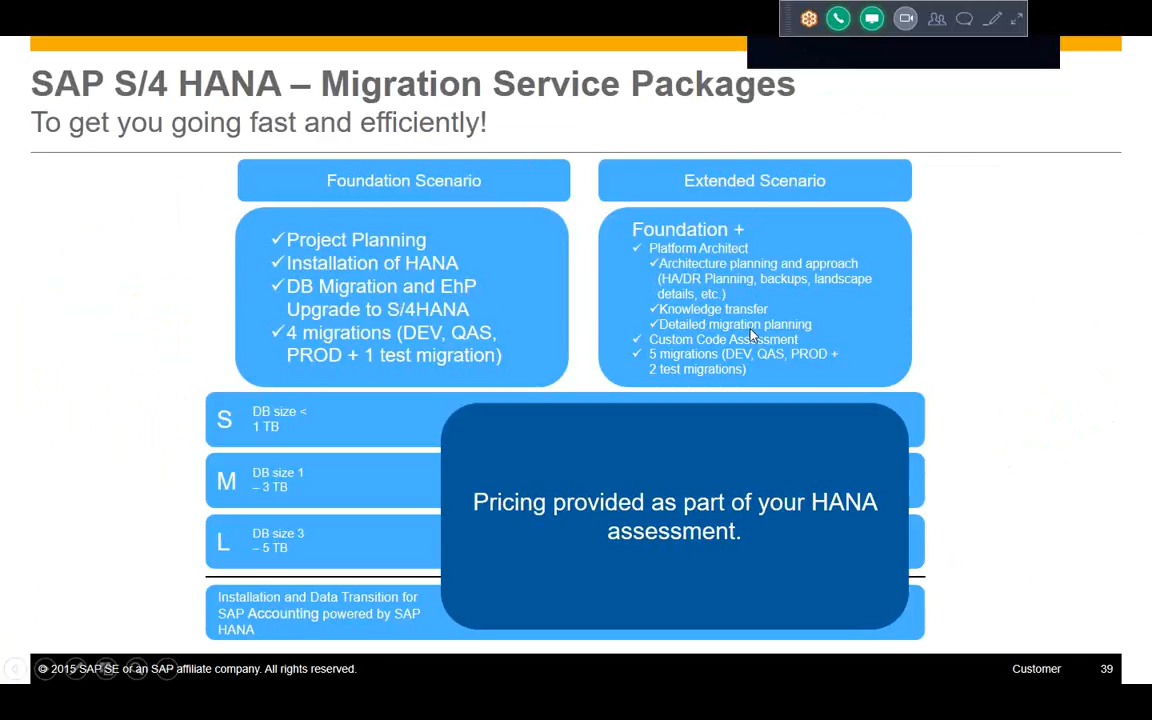 SAP S/4 HANA – Migration Service Packages
To get you going fast and efficiently!
Foundation Scenario
Extended Scenario
✓Project Planning
✓Installation of HANA
✓DB Migration and EhP
Upgrade to S/4HANA
✓4 migrations (DEV, QAS,
PROD + 1 test migration)
Foundation +
✓ Platform Architect
✓Architecture planning and approach
(HA/DR Planning, backups, landscape
details, etc.)
✓Knowledge transfer
✓Detailed migration planning
✓ Custom Code Assessment
✓ 5 migrations (DEV, QAS, PROD +
2 test migrations)
S
DB size <
1 TB
M
DB size 1
– 3 TB
L
DB size 3
– 5 TB
Pricing provided as part of your HANA
assessment.
Installation and Data Transition for
SAP Accounting powered by SAP
HANA
© 2015 SAP SE or an SAP affiliate company. All rights reserved.
Customer
39